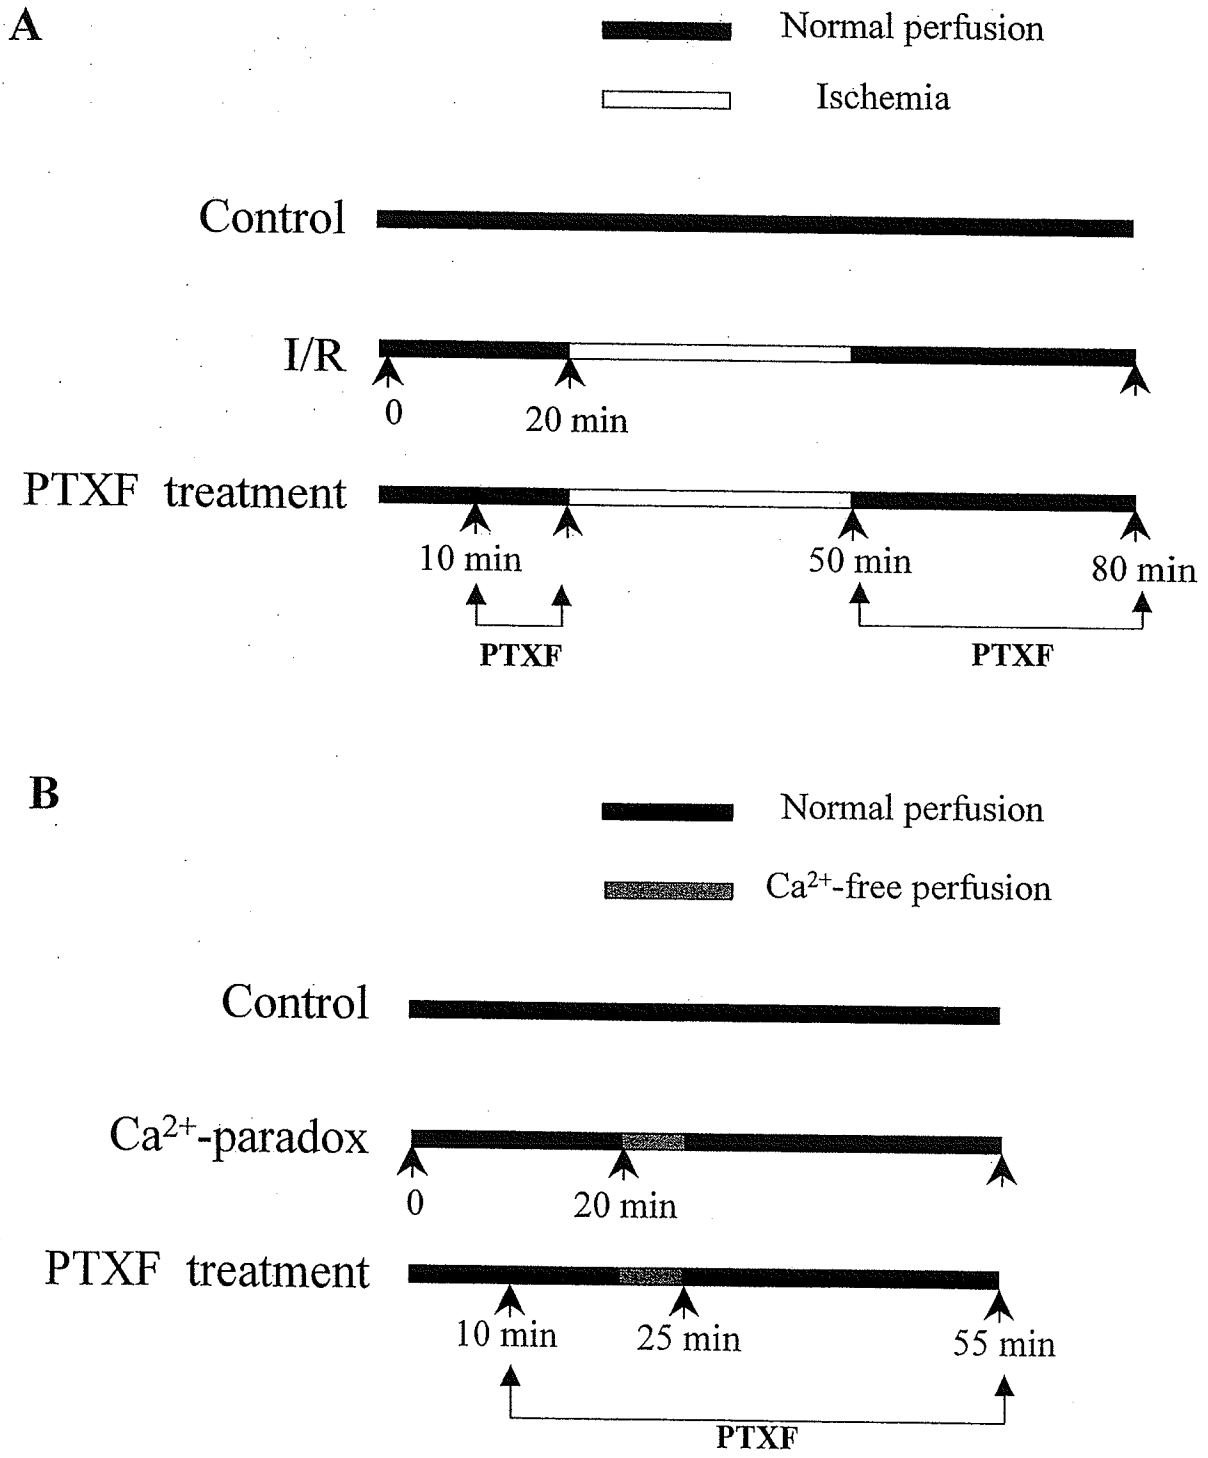 A
Normal perfusion
Ischemia
Control
I/R
0
20 min
PTXF treatment
10 min
50 min
80 min
PTXF
PTXF
B
Normal perfusion
Ca²⁺-free perfusion
Control
Ca²⁺-paradox
0
20 min
PTXF treatment
10 min
25 min
55 min
PTXF